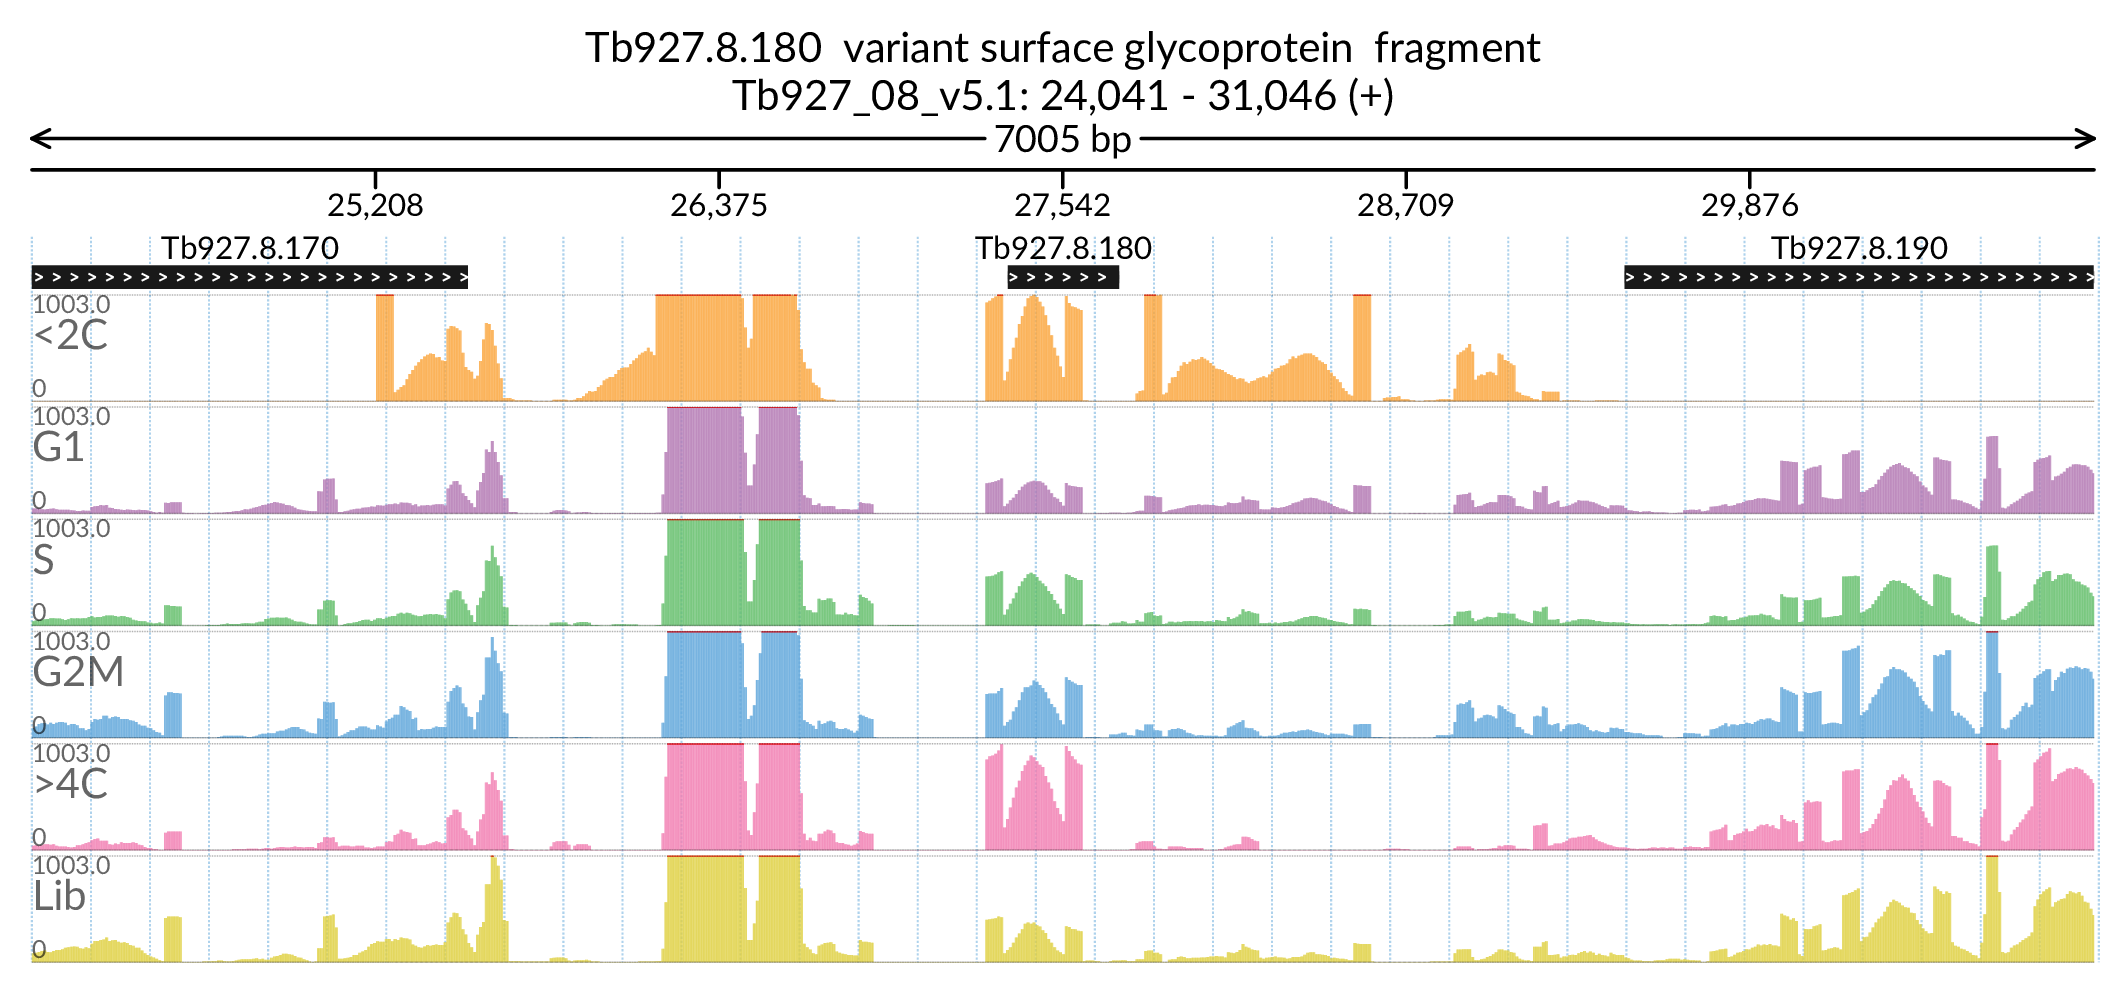 Tb927.8.180 variant surface glycoprotein fragment
Tb927_08_v5.1: 24,041 - 31,046 (+)
7005 bp
25,208 26,375 27,542 28,709 29,876
Tb927.8.170 Tb927.8.180 Tb927.8.190
1003.0
<2C
0
1003.0
G1
0
1003.0
S
0
1003.0
G2M
0
1003.0
>4C
0
1003.0
Lib
0